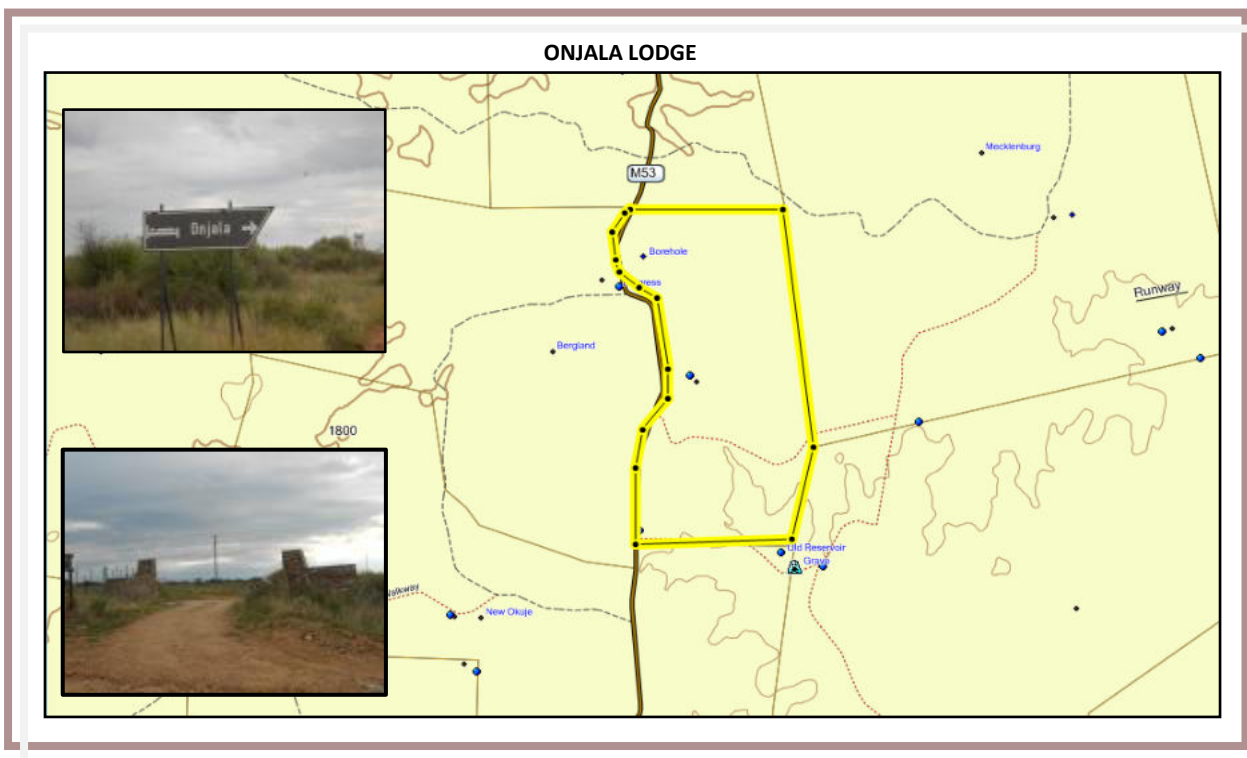 ONJALA LODGE
M53
Mecklenburg
Onjala
Borehole
Runway
Bergland
1800
Old Reservoir
Grave
New Okuje